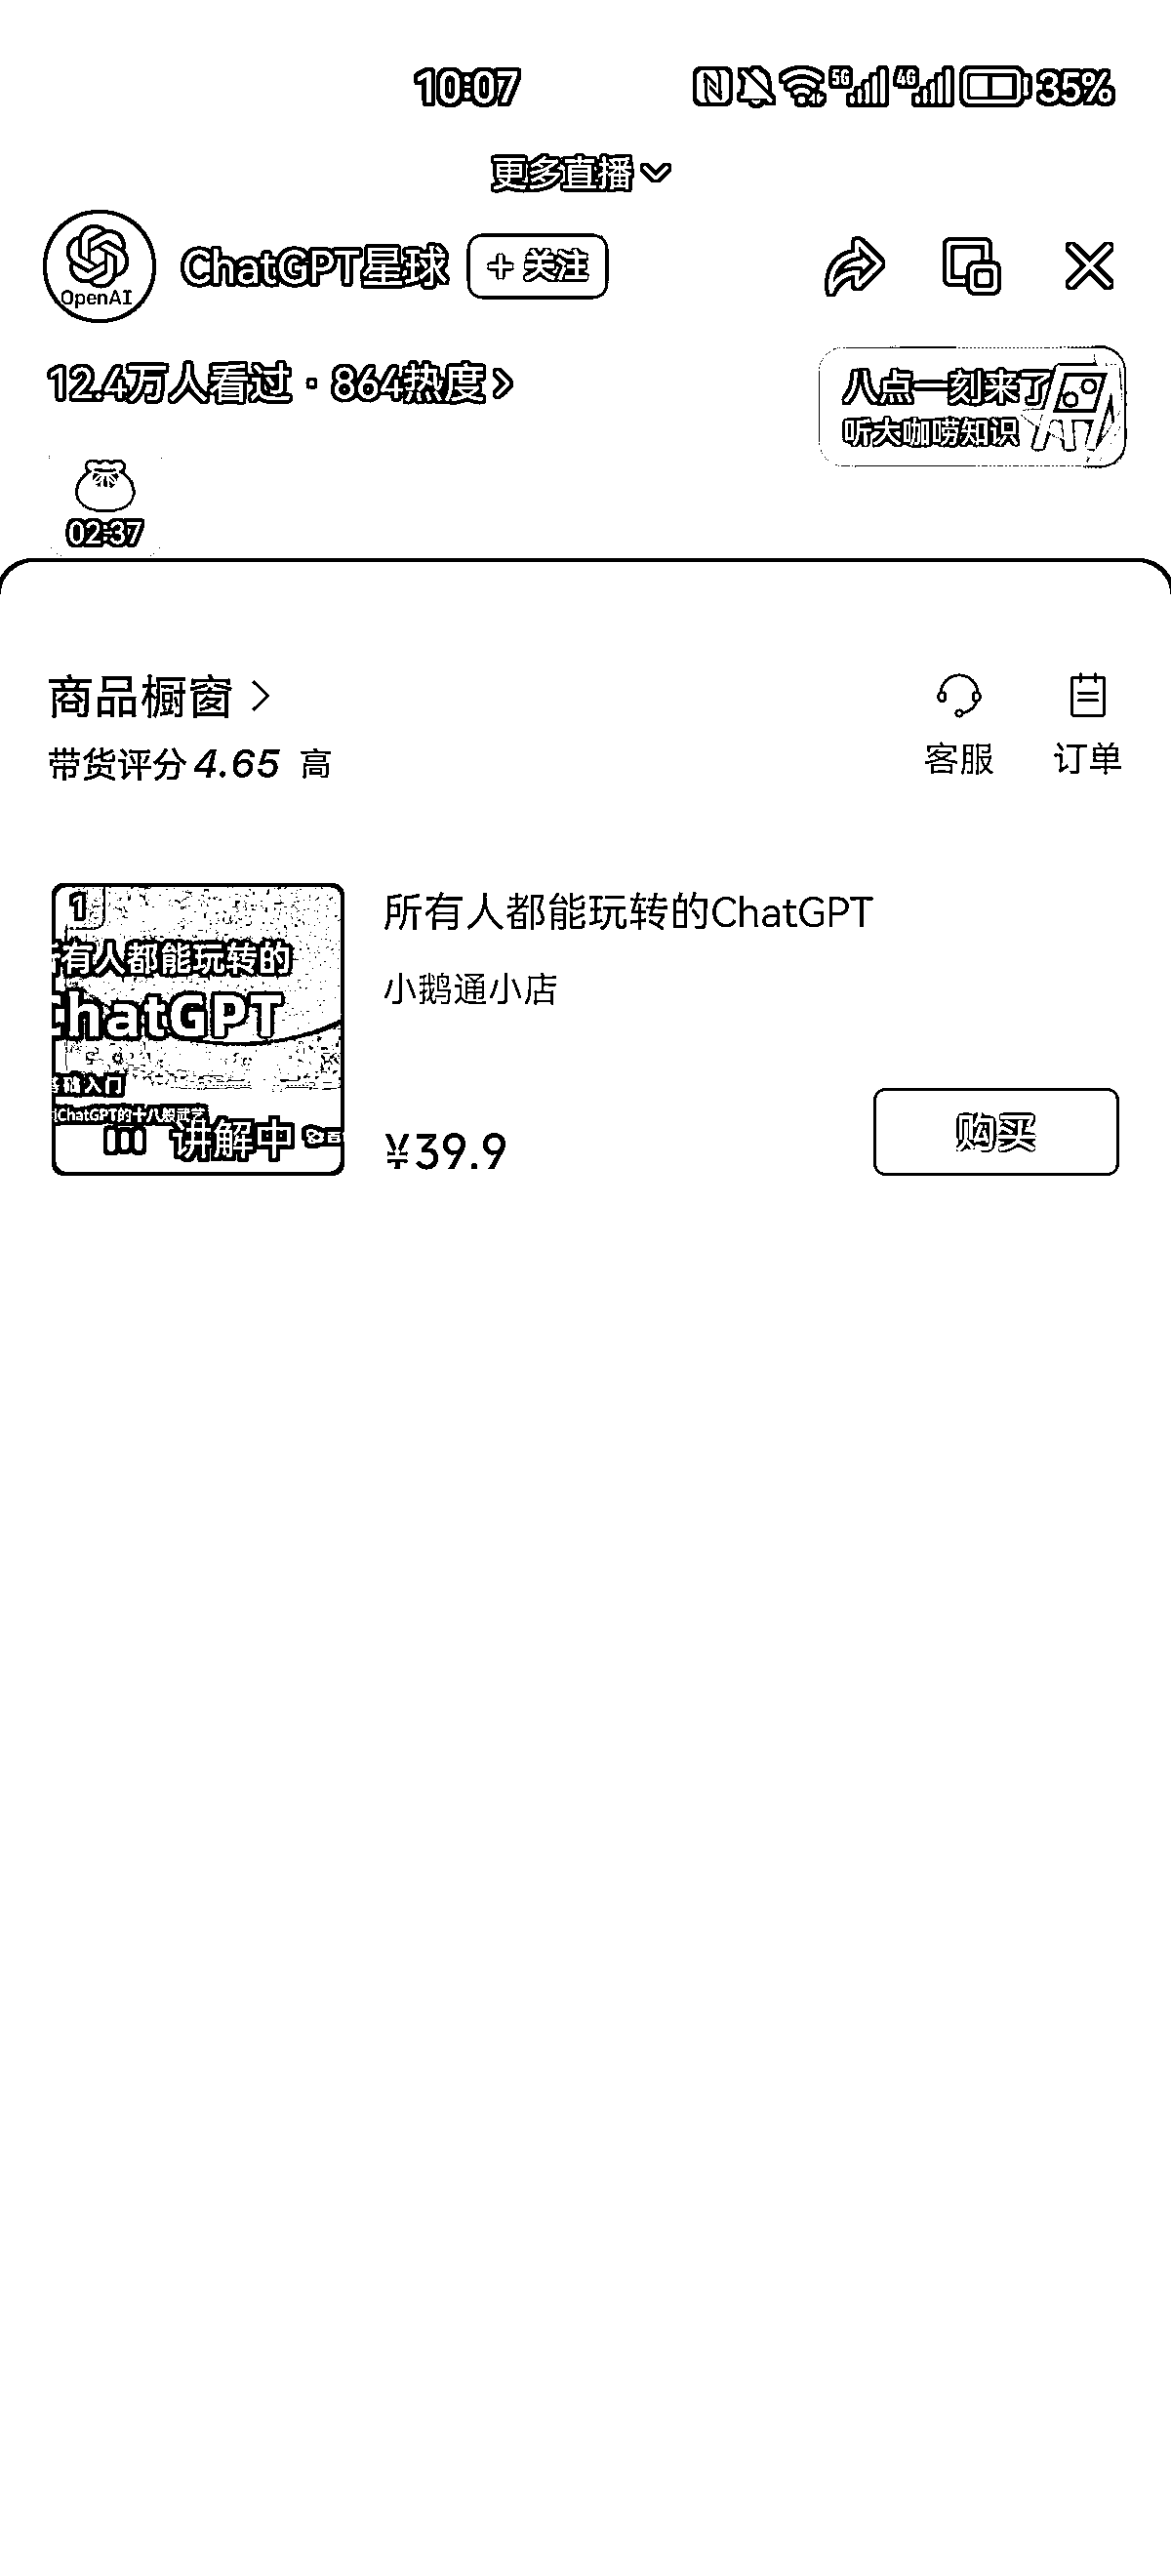 10:07 5G 4G 35%
更多直播
OpenAI ChatGPT星球 + 关注
12.4万人看过 · 864热度
八点一刻来了
听大咖唠知识
02:37
商品橱窗
带货评分 4.65 高
客服 订单
1
有人都能玩转的
ChatGPT
入门
ChatGPT的十八般武艺
讲解中
所有人都能玩转的ChatGPT
小鹅通小店
¥39.9
购买